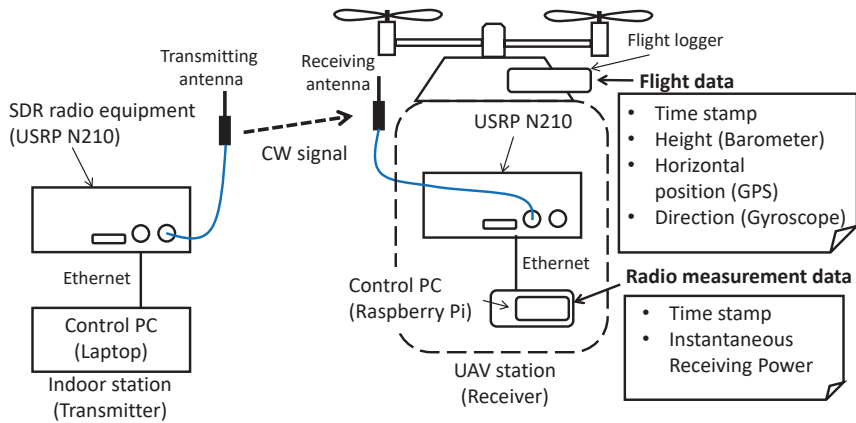 Transmitting
antenna
SDR radio equipment
(USRP N210)
CW signal
Ethernet
Control PC
(Laptop)
Indoor station
(Transmitter)
Receiving
antenna
Flight logger
USRP N210
Ethernet
Control PC
(Raspberry Pi)
UAV station
(Receiver)
Flight data
• Time stamp
• Height (Barometer)
• Horizontal
position (GPS)
• Direction (Gyroscope)
Radio measurement data
• Time stamp
• Instantaneous
Receiving Power